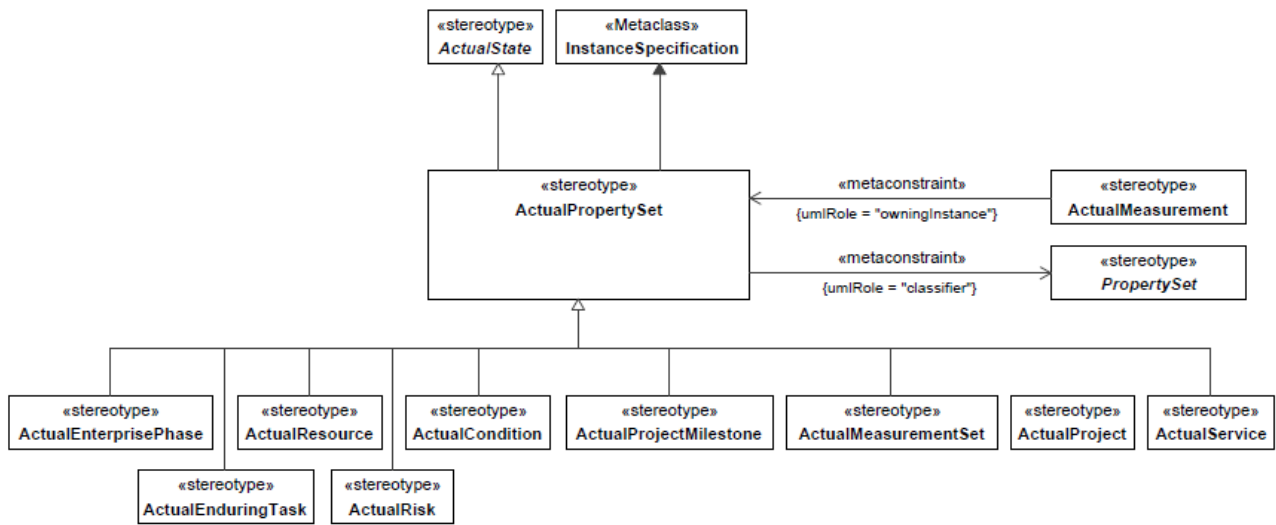 «stereotype»
ActualState
«Metaclass»
InstanceSpecification
«stereotype»
ActualPropertySet
«metaconstraint»
{umlRole = "owningInstance"}
«stereotype»
ActualMeasurement
«metaconstraint»
{umlRole = "classifier"}
«stereotype»
PropertySet
«stereotype»
ActualEnterprisePhase
«stereotype»
ActualResource
«stereotype»
ActualCondition
«stereotype»
ActualProjectMilestone
«stereotype»
ActualMeasurementSet
«stereotype»
ActualProject
«stereotype»
ActualService
«stereotype»
ActualEnduringTask
«stereotype»
ActualRisk